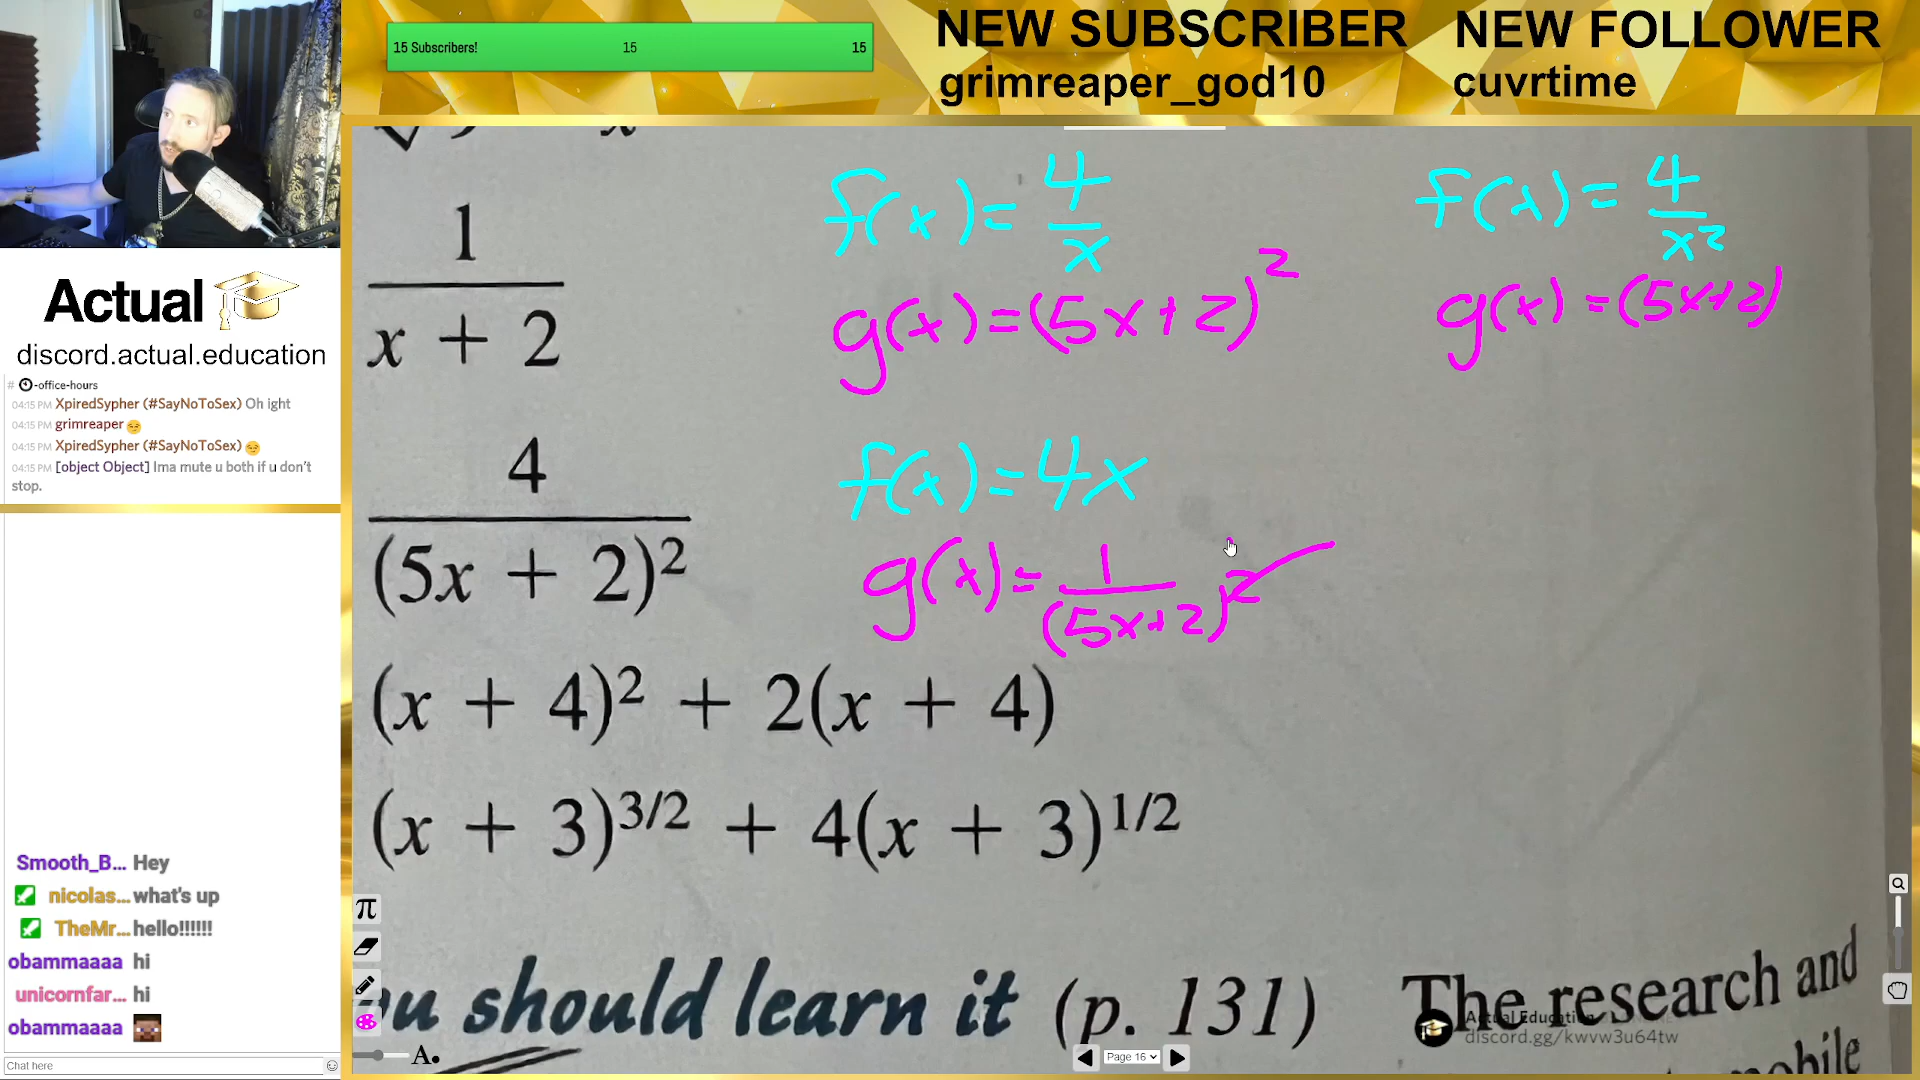 15 Subscribers! 15 15
NEW SUBSCRIBER
grimreaper_god10
NEW FOLLOWER
cuvrtime
Actual
discord.actual.education
# -office-hours
04:15 PM XpiredSypher (#SayNoToSex) Oh ight
04:15 PM grimreaper 😏
04:15 PM XpiredSypher (#SayNoToSex) 😏
04:15 PM [object Object] Ima mute u both if u don't
stop.
Smooth_B... Hey
nicolas... what's up
TheMr... hello!!!!!!
obammaaaa hi
unicornfar... hi
obammaaaa
Chat here
x
1
x + 2
4
(5x + 2)²
(x + 4)² + 2(x + 4)
(x + 3)^3/2 + 4(x + 3)^1/2
f(x) = 4/x
g(x) = (5x+2)²
f(x) = 4/x²
g(x) = (5x+2)
f(x) = 4x
g(x) = 1/(5x+2)²
u should learn it (p. 131)
The research and
mobile
Actual Education
discord.gg/kwvw3u64tw
π
A.
Page 16